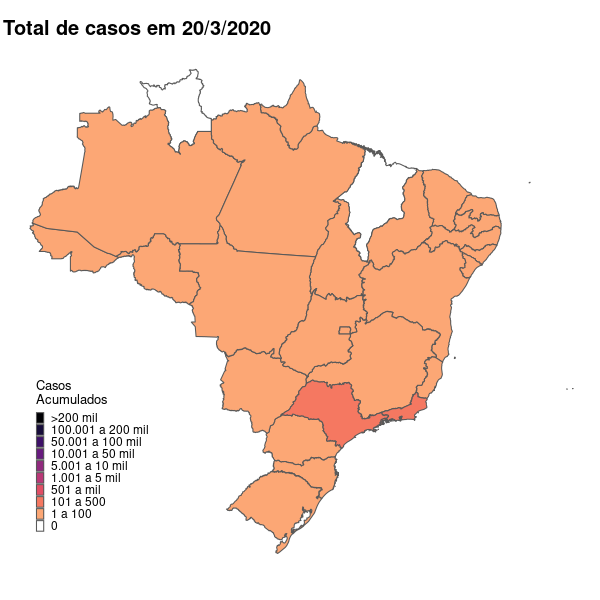 Total de casos em 20/3/2020
Casos
Acumulados
>200 mil
100.001 a 200 mil
50.001 a 100 mil
10.001 a 50 mil
5.001 a 10 mil
1.001 a 5 mil
501 a mil
101 a 500
1 a 100
0